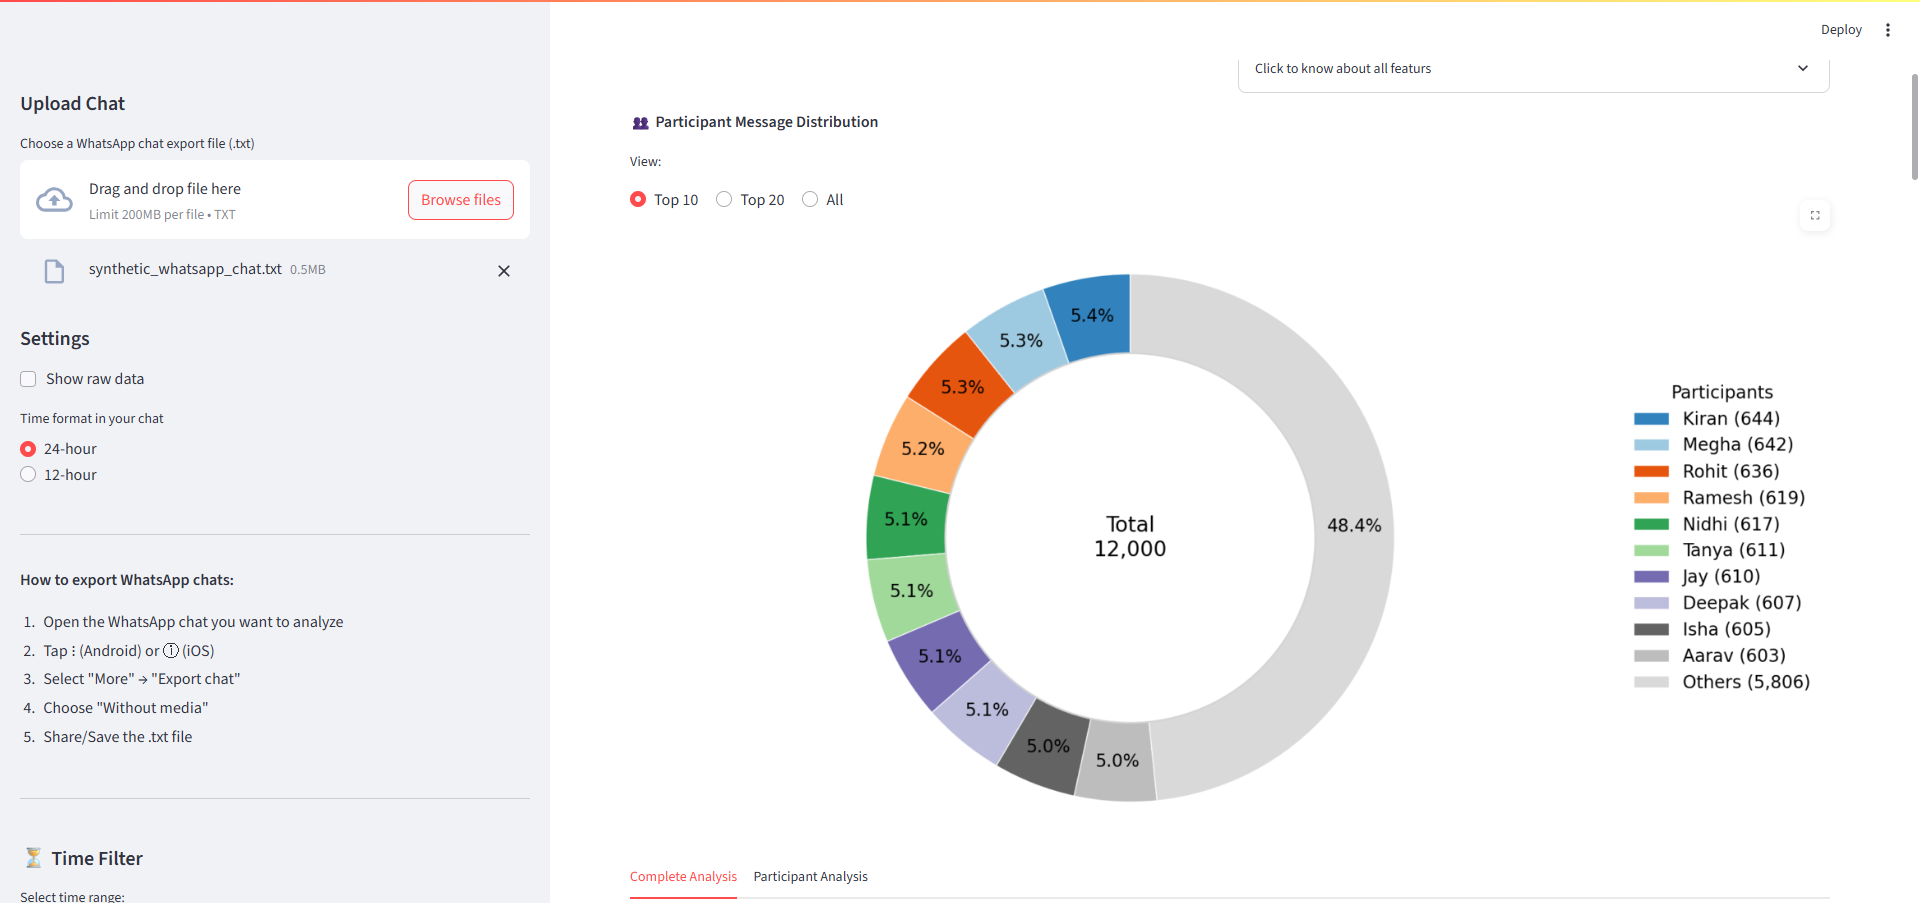 Deploy
Upload Chat
Choose a WhatsApp chat export file (.txt)
Drag and drop file here
Limit 200MB per file • TXT
Browse files
synthetic_whatsapp_chat.txt 0.5MB
Settings
Show raw data
Time format in your chat
24-hour
12-hour
How to export WhatsApp chats:
1. Open the WhatsApp chat you want to analyze
2. Tap ⋮ (Android) or ⓘ (iOS)
3. Select "More" → "Export chat"
4. Choose "Without media"
5. Share/Save the .txt file
⏳ Time Filter
Select time range:
Click to know about all featurs
👥 Participant Message Distribution
View:
Top 10 Top 20 All
5.4%
5.3%
5.3%
5.2%
5.1%
5.1%
5.1%
5.1%
5.0%
5.0%
48.4%
Total
12,000
Participants
Kiran (644)
Megha (642)
Rohit (636)
Ramesh (619)
Nidhi (617)
Tanya (611)
Jay (610)
Deepak (607)
Isha (605)
Aarav (603)
Others (5,806)
Complete Analysis Participant Analysis